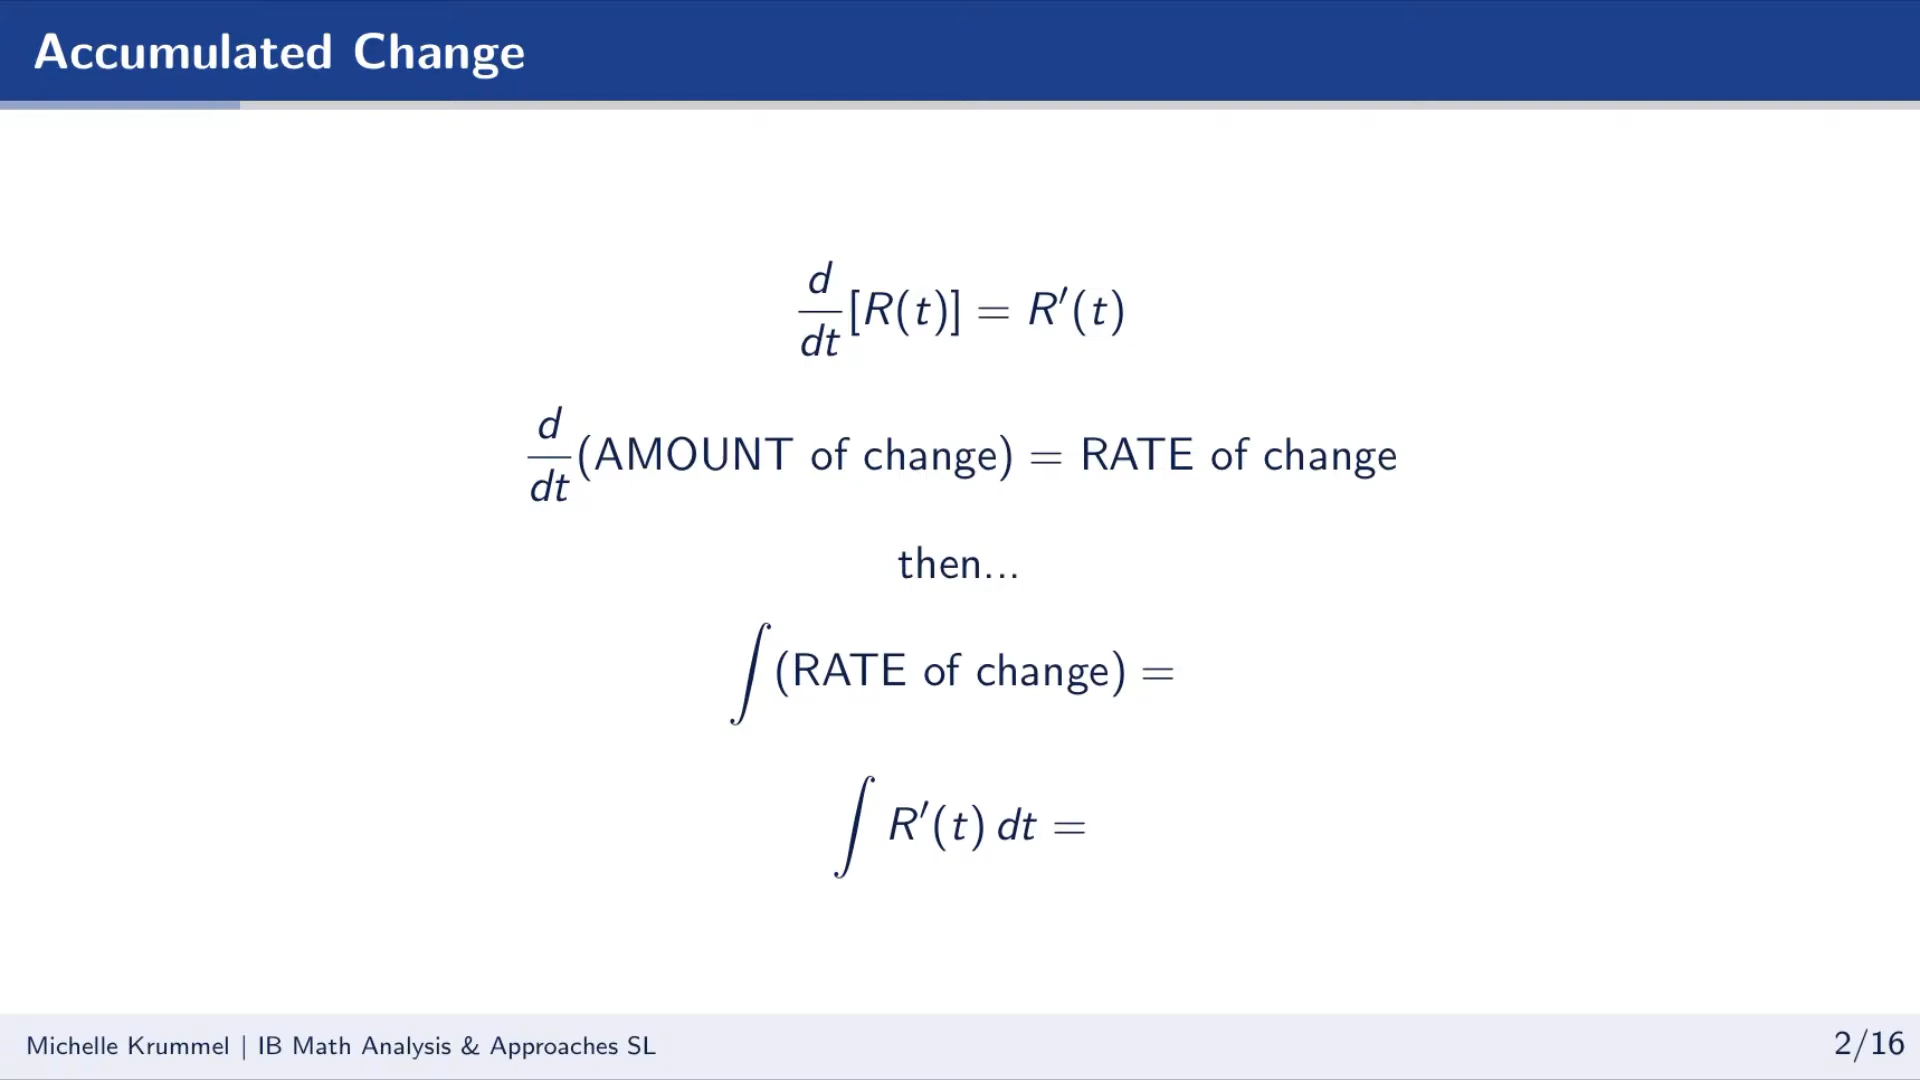 Accumulated Change
d/dt [R(t)] = R′(t)
d/dt (AMOUNT of change) = RATE of change
then...
∫ (RATE of change) =
∫ R′(t) dt =
Michelle Krummel | IB Math Analysis & Approaches SL
2/16